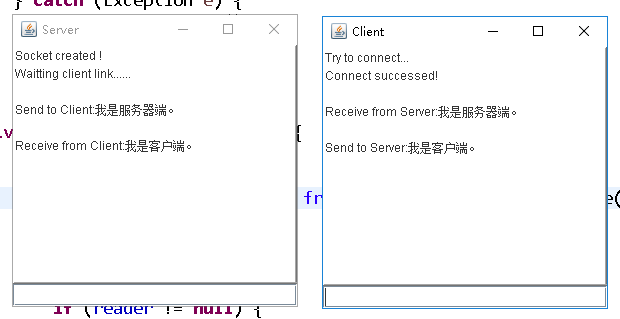 } catch (Exception e) {
Server
Socket created !
Waitting client link......
Send to Client:我是服务器端。
Receive from Client:我是客户端。
Client
Try to connect...
Connect successed!
Receive from Server:我是服务器端。
Send to Server:我是客户端。
{
if (reader != null) {